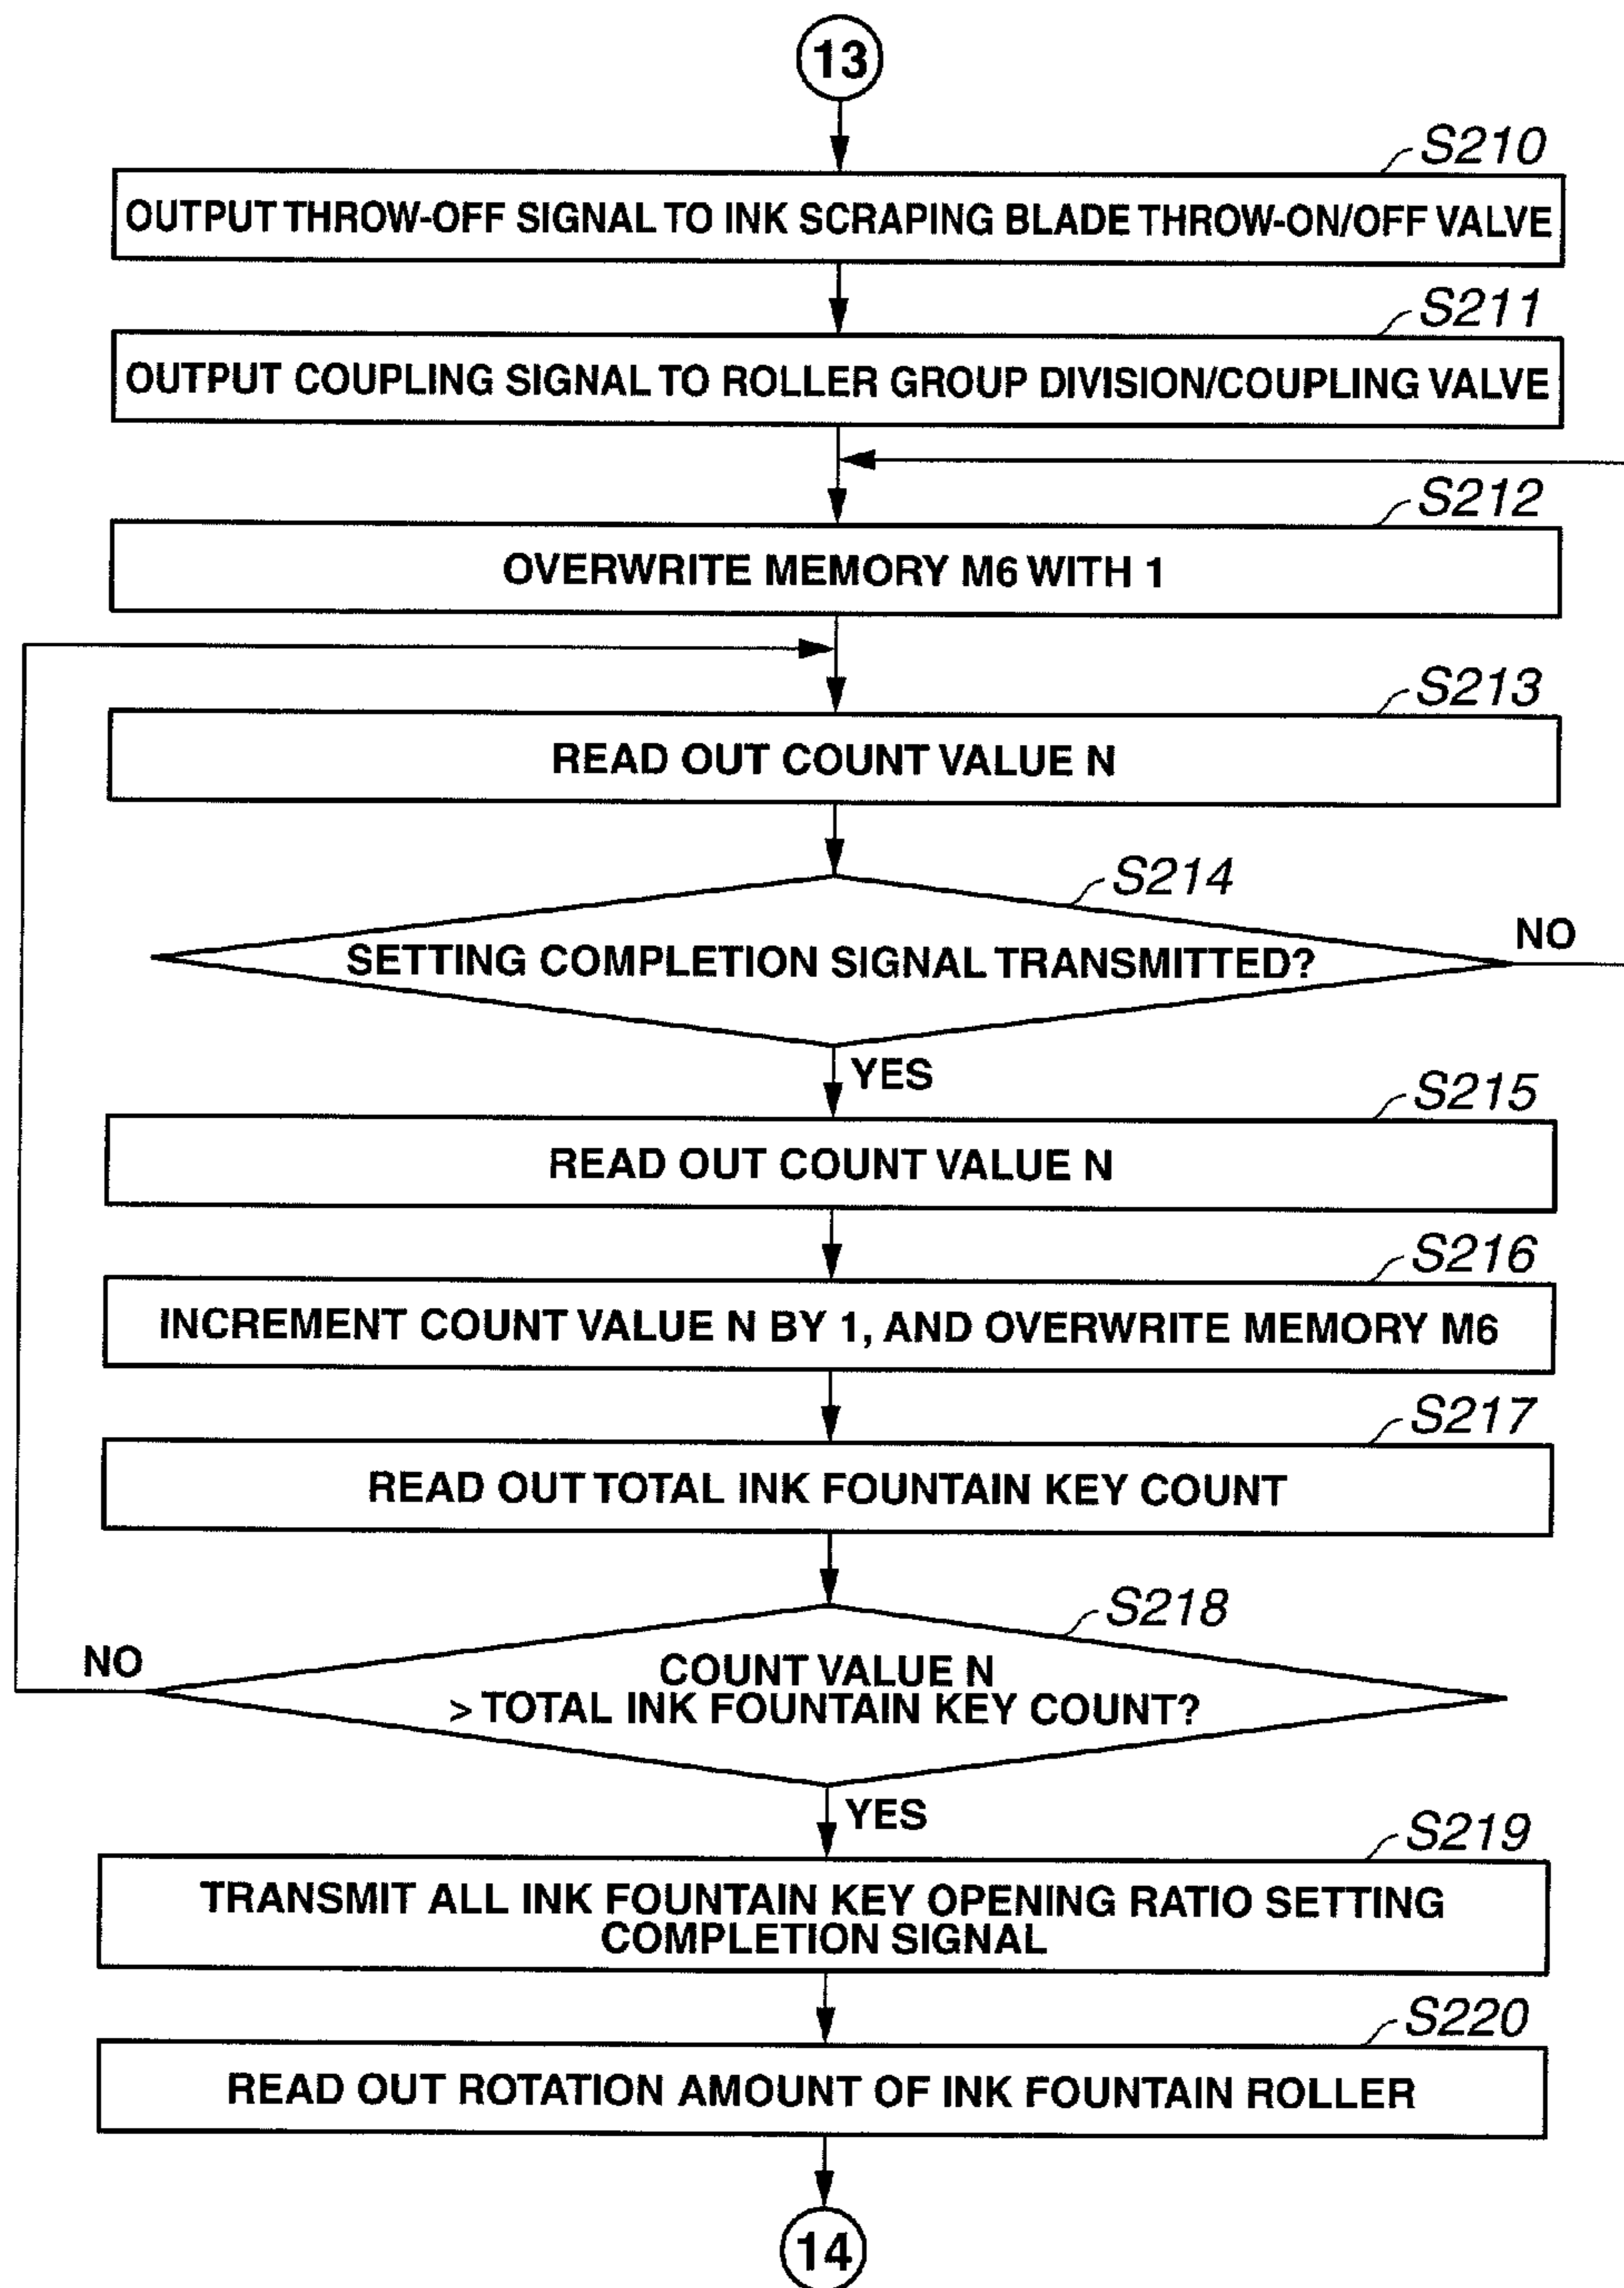 13
S210
OUTPUT THROW-OFF SIGNAL TO INK SCRAPING BLADE THROW-ON/OFF VALVE
S211
OUTPUT COUPLING SIGNAL TO ROLLER GROUP DIVISION/COUPLING VALVE
S212
OVERWRITE MEMORY M6 WITH 1
S213
READ OUT COUNT VALUE N
S214
SETTING COMPLETION SIGNAL TRANSMITTED?
NO
YES
S215
READ OUT COUNT VALUE N
S216
INCREMENT COUNT VALUE N BY 1, AND OVERWRITE MEMORY M6
S217
READ OUT TOTAL INK FOUNTAIN KEY COUNT
S218
NO
COUNT VALUE N
> TOTAL INK FOUNTAIN KEY COUNT?
YES
S219
TRANSMIT ALL INK FOUNTAIN KEY OPENING RATIO SETTING
COMPLETION SIGNAL
S220
READ OUT ROTATION AMOUNT OF INK FOUNTAIN ROLLER
14